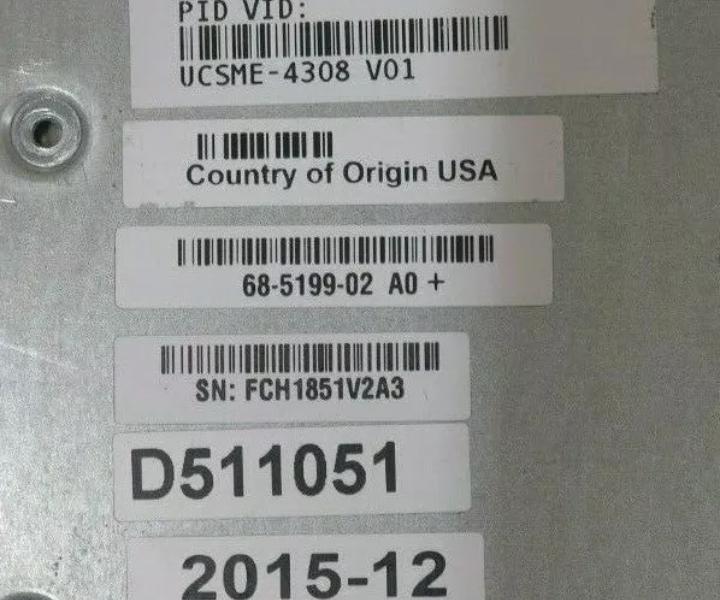 PID VID:
UCSME-4308 V01
Country of Origin USA
68-5199-02 A0 +
SN: FCH1851V2A3
D511051
2015-12